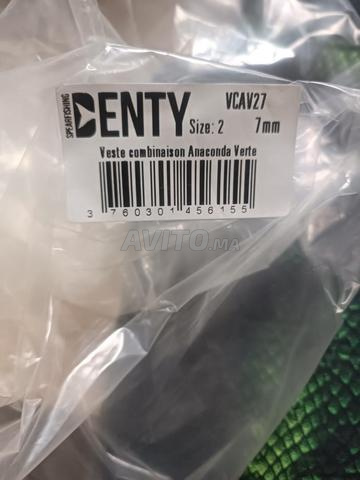 SPEARFISHING
DENTY
VCAV27
Size: 2
7mm
Veste combinaison Anaconda Verte
3 760301 456155
AVITO.MA